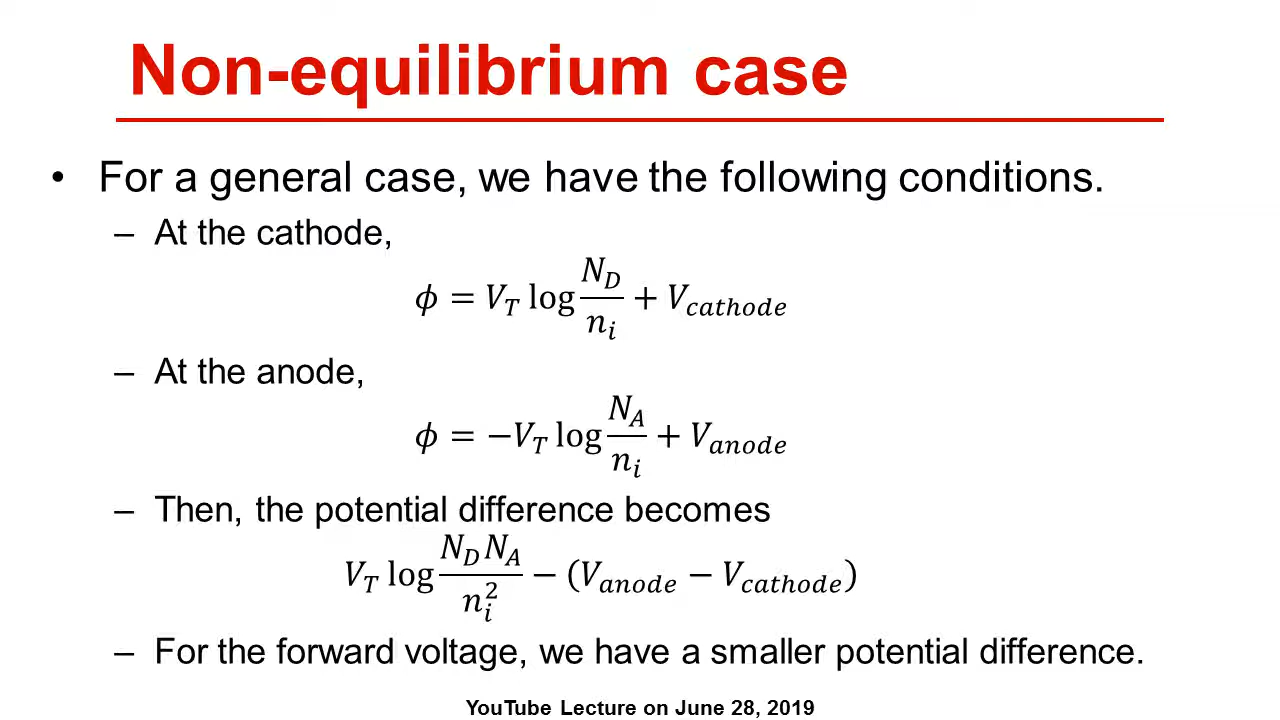 Non-equilibrium case
• For a general case, we have the following conditions.
– At the cathode,
𝜙 = V_T log N_D/n_i + V_cathode
– At the anode,
𝜙 = −V_T log N_A/n_i + V_anode
– Then, the potential difference becomes
V_T log N_D N_A/n_i^2 − (V_anode − V_cathode)
– For the forward voltage, we have a smaller potential difference.
YouTube Lecture on June 28, 2019